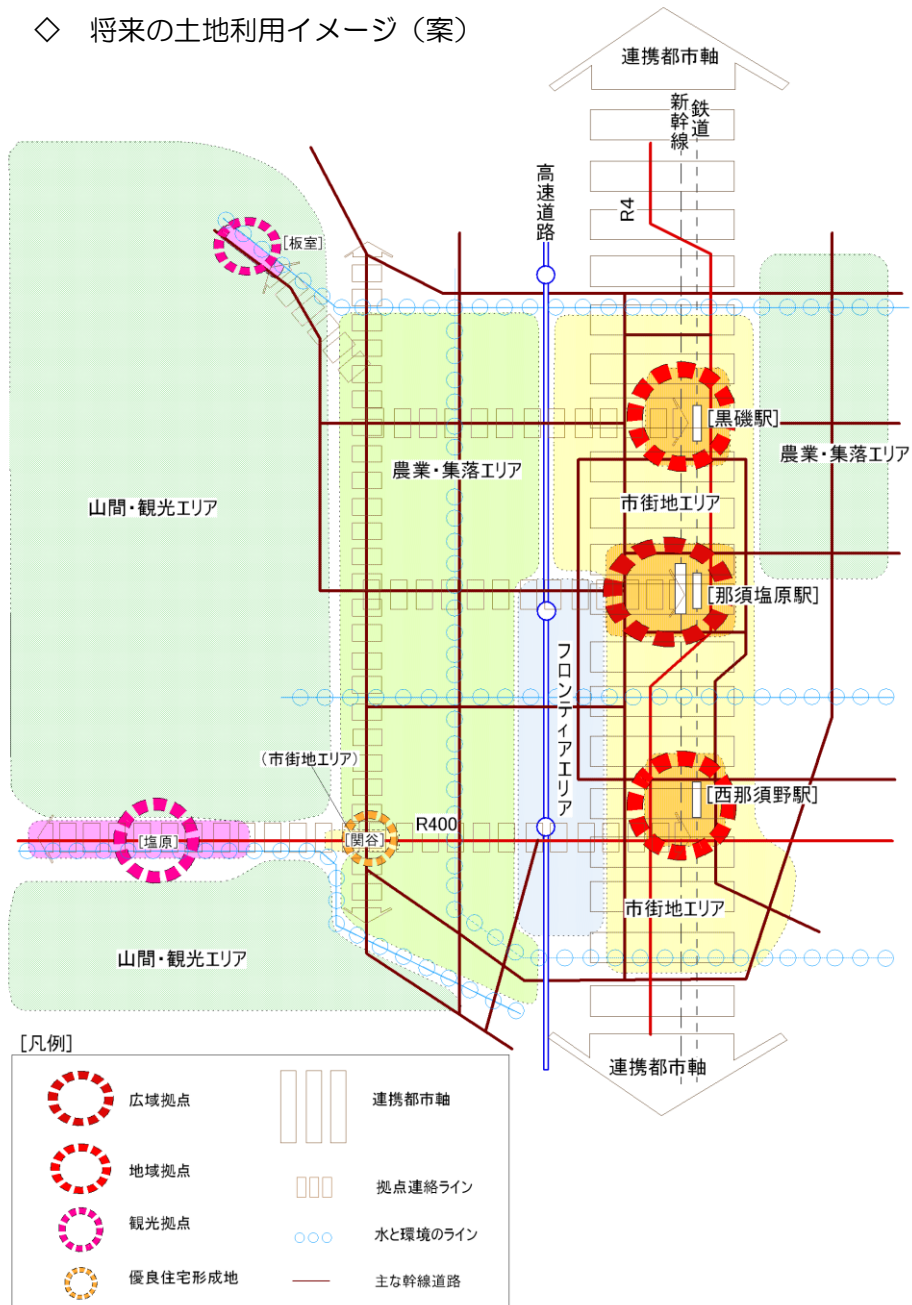 ◇ 将来の土地利用イメージ（案）
連携都市軸
新幹線
鉄道
高速道路
R4
[板室]
[黒磯駅]
農業・集落エリア
農業・集落エリア
山間・観光エリア
市街地エリア
[那須塩原駅]
フロンティアエリア
（市街地エリア）
[西那須野駅]
R400
[塩原]
[関谷]
市街地エリア
山間・観光エリア
連携都市軸
[凡例]
広域拠点
連携都市軸
地域拠点
拠点連絡ライン
観光拠点
水と環境のライン
優良住宅形成地
主な幹線道路